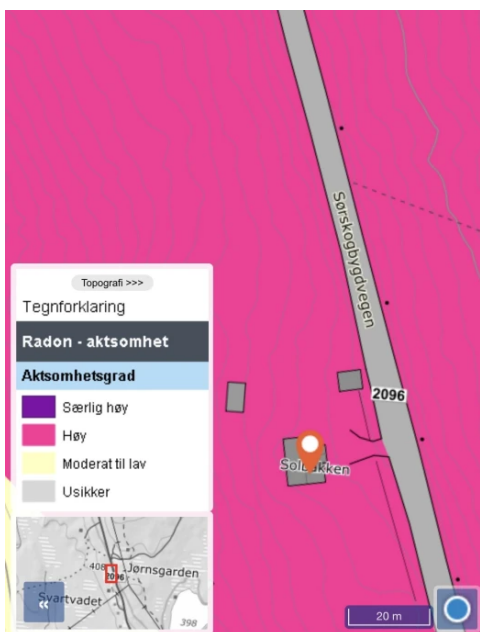 Sørskogbygdvegen
2096
Solbakken
Topografi >>>
Tegnforklaring
Radon - aktsomhet
Aktsomhetsgrad
Særlig høy
Høy
Moderat til lav
Usikker
408
2096
Jørnsgarden
Svartvadet
«
398
20 m